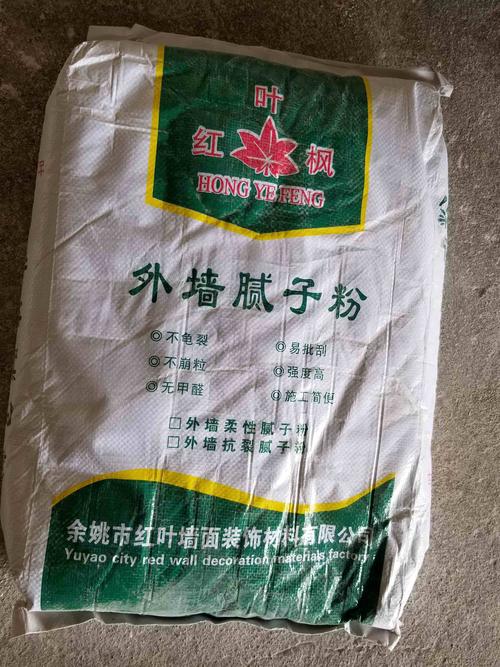 叶
红 枫
HONG YE FENG
外墙腻子粉
◎不龟裂 ◎易批刮
◎不崩粒 ◎强度高
◎无甲醛 ◎施工简便
□外墙柔性腻子粉
□外墙抗裂腻子粉
余姚市红叶墙面装饰材料有限公司
Yuyao city red wall decoration materials factory